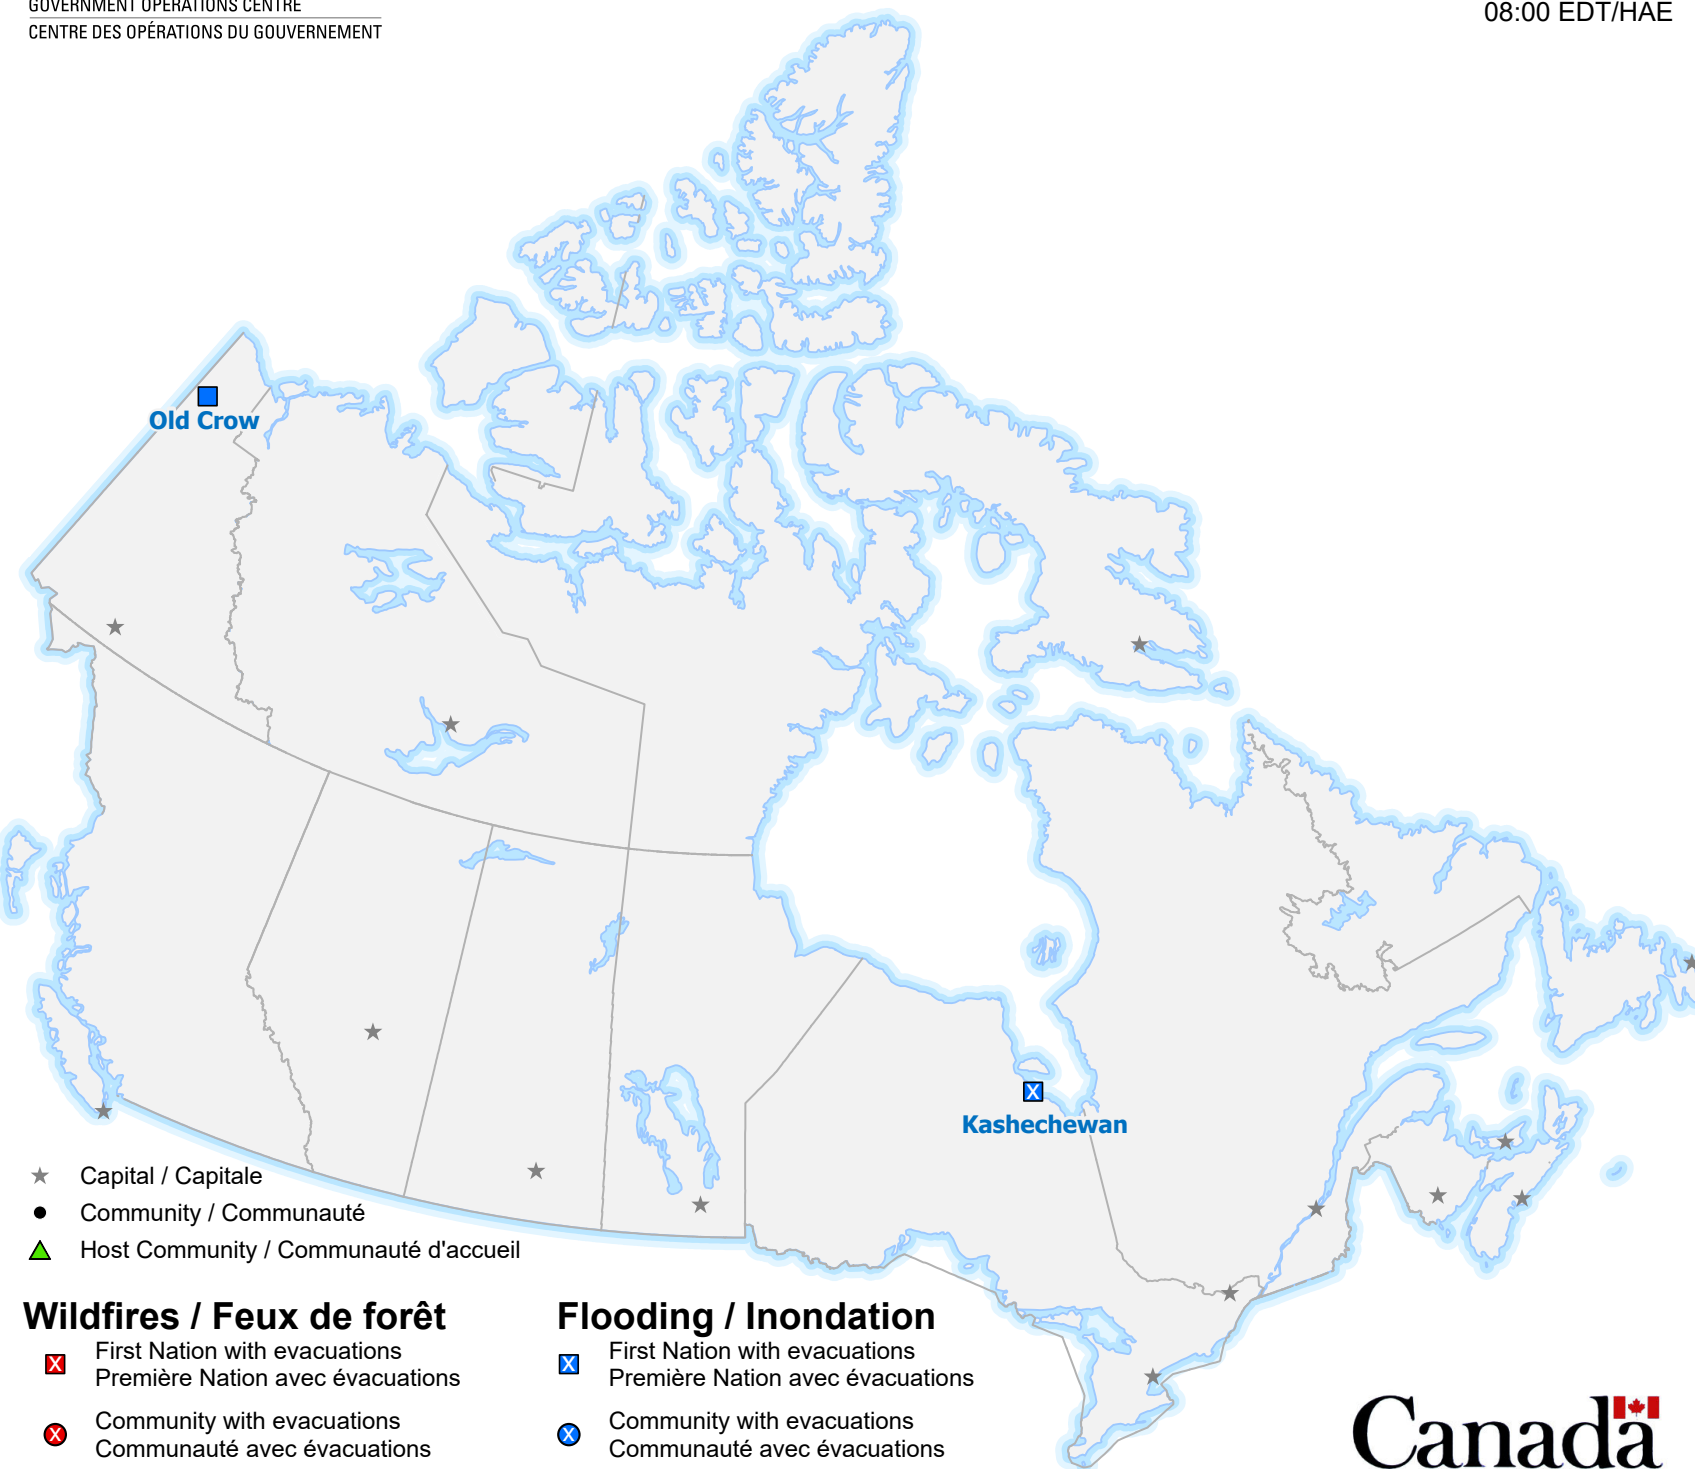 GOVERNMENT OPERATIONS CENTRE
CENTRE DES OPÉRATIONS DU GOUVERNEMENT
08:00 EDT/HAE
Old Crow
Kashechewan
Capital / Capitale
Community / Communauté
Host Community / Communauté d'accueil
Wildfires / Feux de forêt
X First Nation with evacuations
Première Nation avec évacuations
X Community with evacuations
Communauté avec évacuations
Flooding / Inondation
X First Nation with evacuations
Première Nation avec évacuations
X Community with evacuations
Communauté avec évacuations
X
Canada